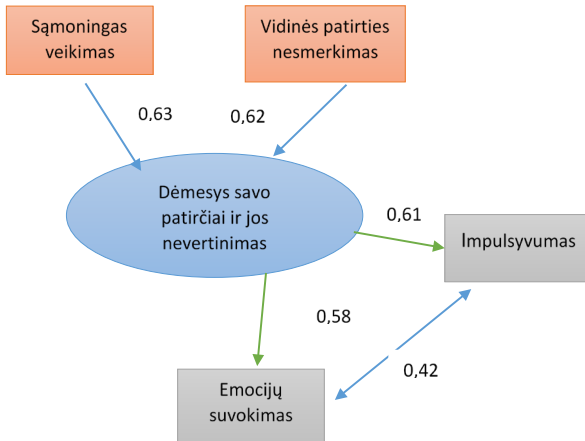 Sąmoningas
veikimas
Vidinės patirties
nesmerkimas
0,63
0,62
Dėmesys savo
patirčiai ir jos
nevertinimas
0,61
Impulsyvumas
0,58
0,42
Emocijų
suvokimas